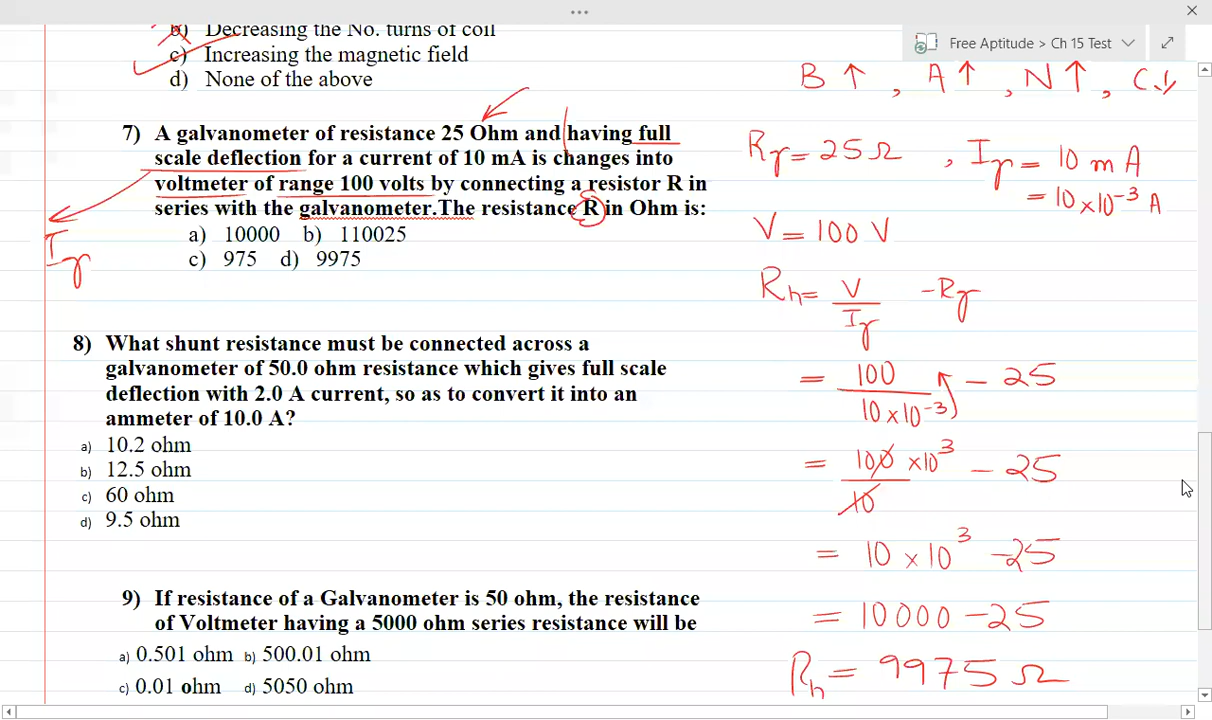 b) Decreasing the No. turns of coil
c) Increasing the magnetic field
d) None of the above
Free Aptitude > Ch 15 Test
B ↑ , A ↑ , N ↑ , C ↓
7) A galvanometer of resistance 25 Ohm and having full
scale deflection for a current of 10 mA is changes into
voltmeter of range 100 volts by connecting a resistor R in
series with the galvanometer.The resistance R in Ohm is:
a) 10000 b) 110025
c) 975 d) 9975
Ig
Rg = 25 Ω , Ig = 10 mA
= 10 × 10⁻³ A
V = 100 V
Rh = V / Ig - Rg
= 100 / 10 × 10⁻³ - 25
= 100 × 10³ / 10 - 25
= 10 × 10³ - 25
= 10000 - 25
Rh = 9975 Ω
8) What shunt resistance must be connected across a
galvanometer of 50.0 ohm resistance which gives full scale
deflection with 2.0 A current, so as to convert it into an
ammeter of 10.0 A?
a) 10.2 ohm
b) 12.5 ohm
c) 60 ohm
d) 9.5 ohm
9) If resistance of a Galvanometer is 50 ohm, the resistance
of Voltmeter having a 5000 ohm series resistance will be
a) 0.501 ohm b) 500.01 ohm
c) 0.01 ohm d) 5050 ohm